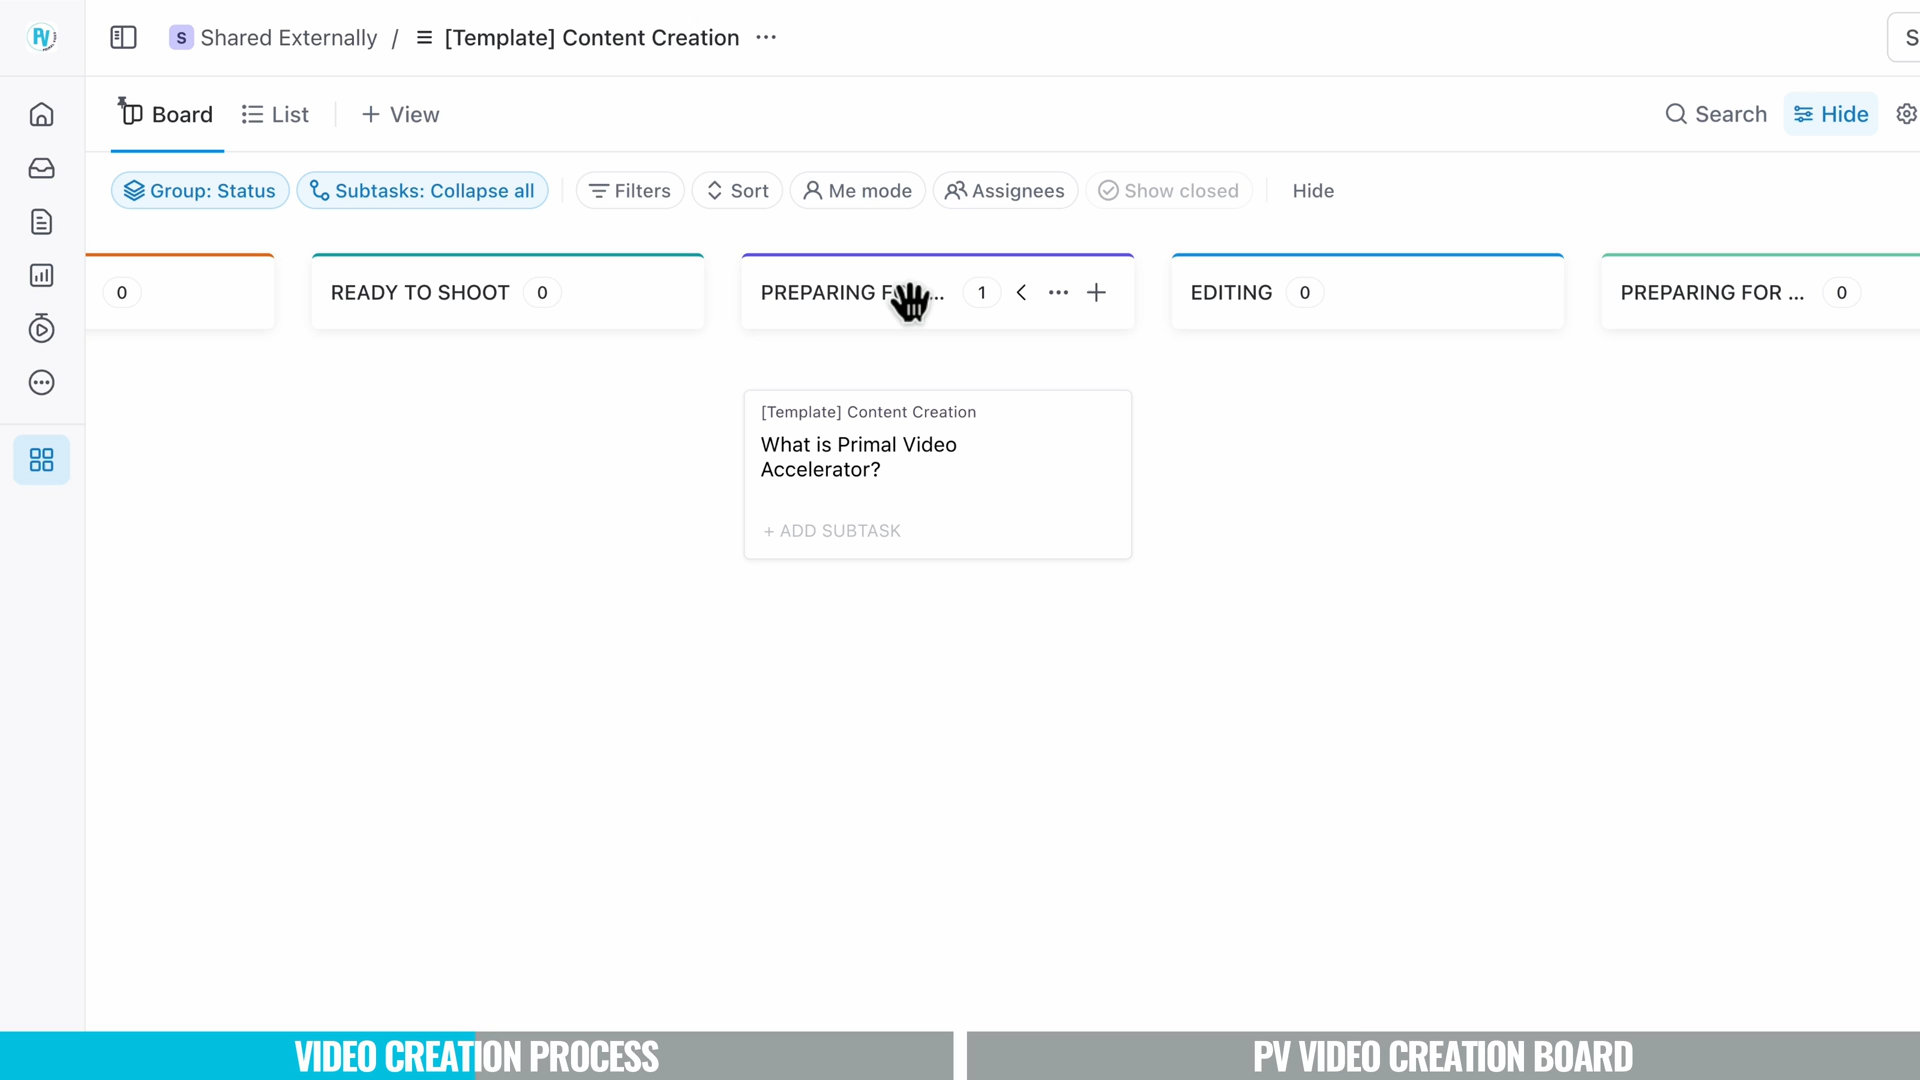 PV
S Shared Externally / [Template] Content Creation
S
Board
List
View
Search
Hide
Group: Status
Subtasks: Collapse all
Filters
Sort
Me mode
Assignees
Show closed
Hide
0
READY TO SHOOT 0
PREPARING F... 1
EDITING 0
PREPARING FOR ... 0
[Template] Content Creation
What is Primal Video
Accelerator?
+ ADD SUBTASK
VIDEO CREATION PROCESS
PV VIDEO CREATION BOARD